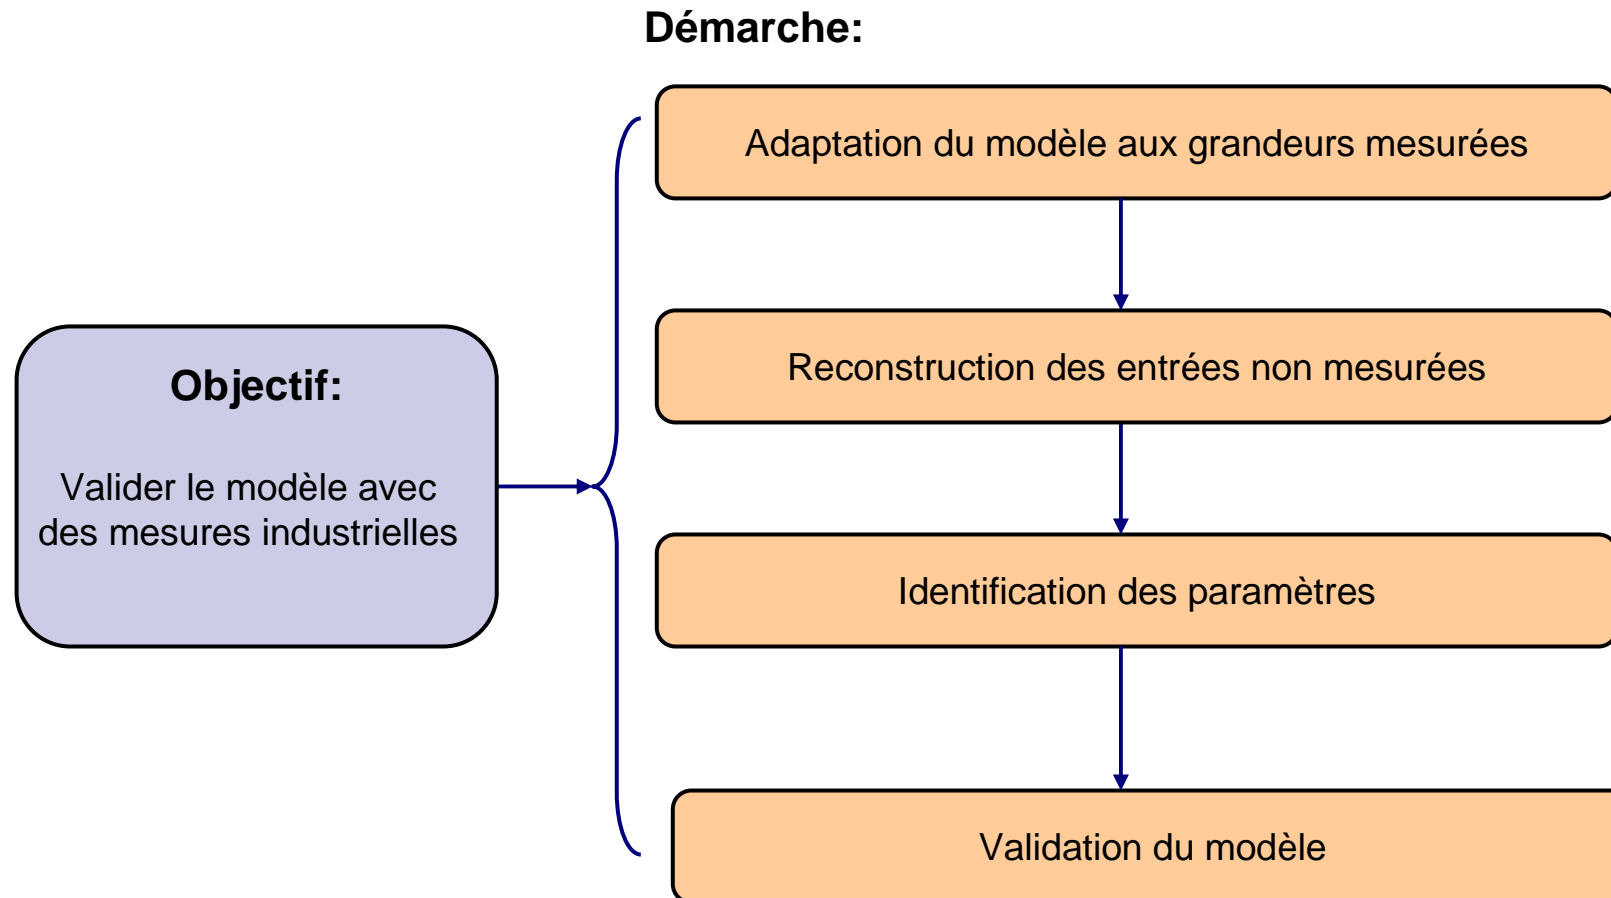 Démarche:
Adaptation du modèle aux grandeurs mesurées
Reconstruction des entrées non mesurées
Objectif:
Valider le modèle avec
des mesures industrielles
Identification des paramètres
Validation du modèle